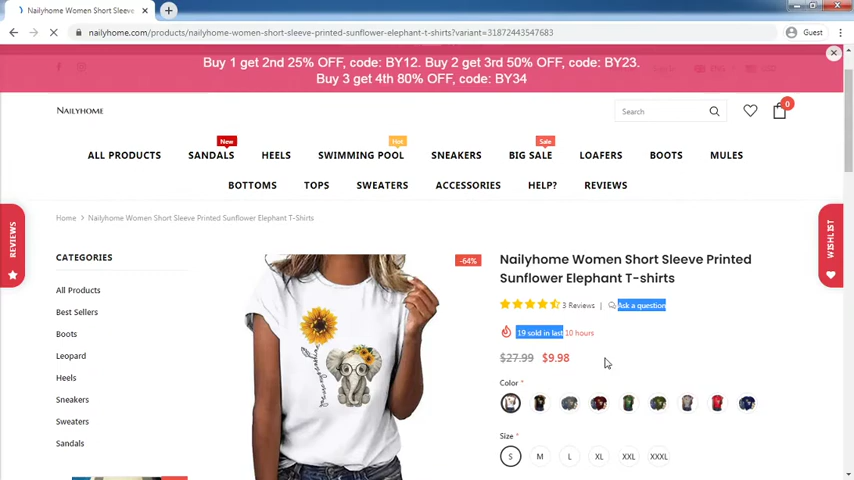 Nailyhome Women Short Sleeve
nailyhome.com/products/nailyhome-women-short-sleeve-printed-sunflower-elephant-t-shirts?variant=31872443547683
Guest
Buy 1 get 2nd 25% OFF, code: BY12. Buy 2 get 3rd 50% OFF, code: BY23.
Buy 3 get 4th 80% OFF, code: BY34
NAILYHOME
Search
0
New
Hot
Sale
ALL PRODUCTS SANDALS HEELS SWIMMING POOL SNEAKERS BIG SALE LOAFERS BOOTS MULES
BOTTOMS TOPS SWEATERS ACCESSORIES HELP? REVIEWS
REVIEWS
WISHLIST
Home > Nailyhome Women Short Sleeve Printed Sunflower Elephant T-Shirts
CATEGORIES
All Products
Best Sellers
Boots
Leopard
Heels
Sneakers
Sweaters
Sandals
-64%
Nailyhome Women Short Sleeve Printed
Sunflower Elephant T-shirts
3 Reviews | Ask a question
19 sold in last 10 hours
$27.99 $9.98
Color *
Size *
S M L XL XXL XXXL